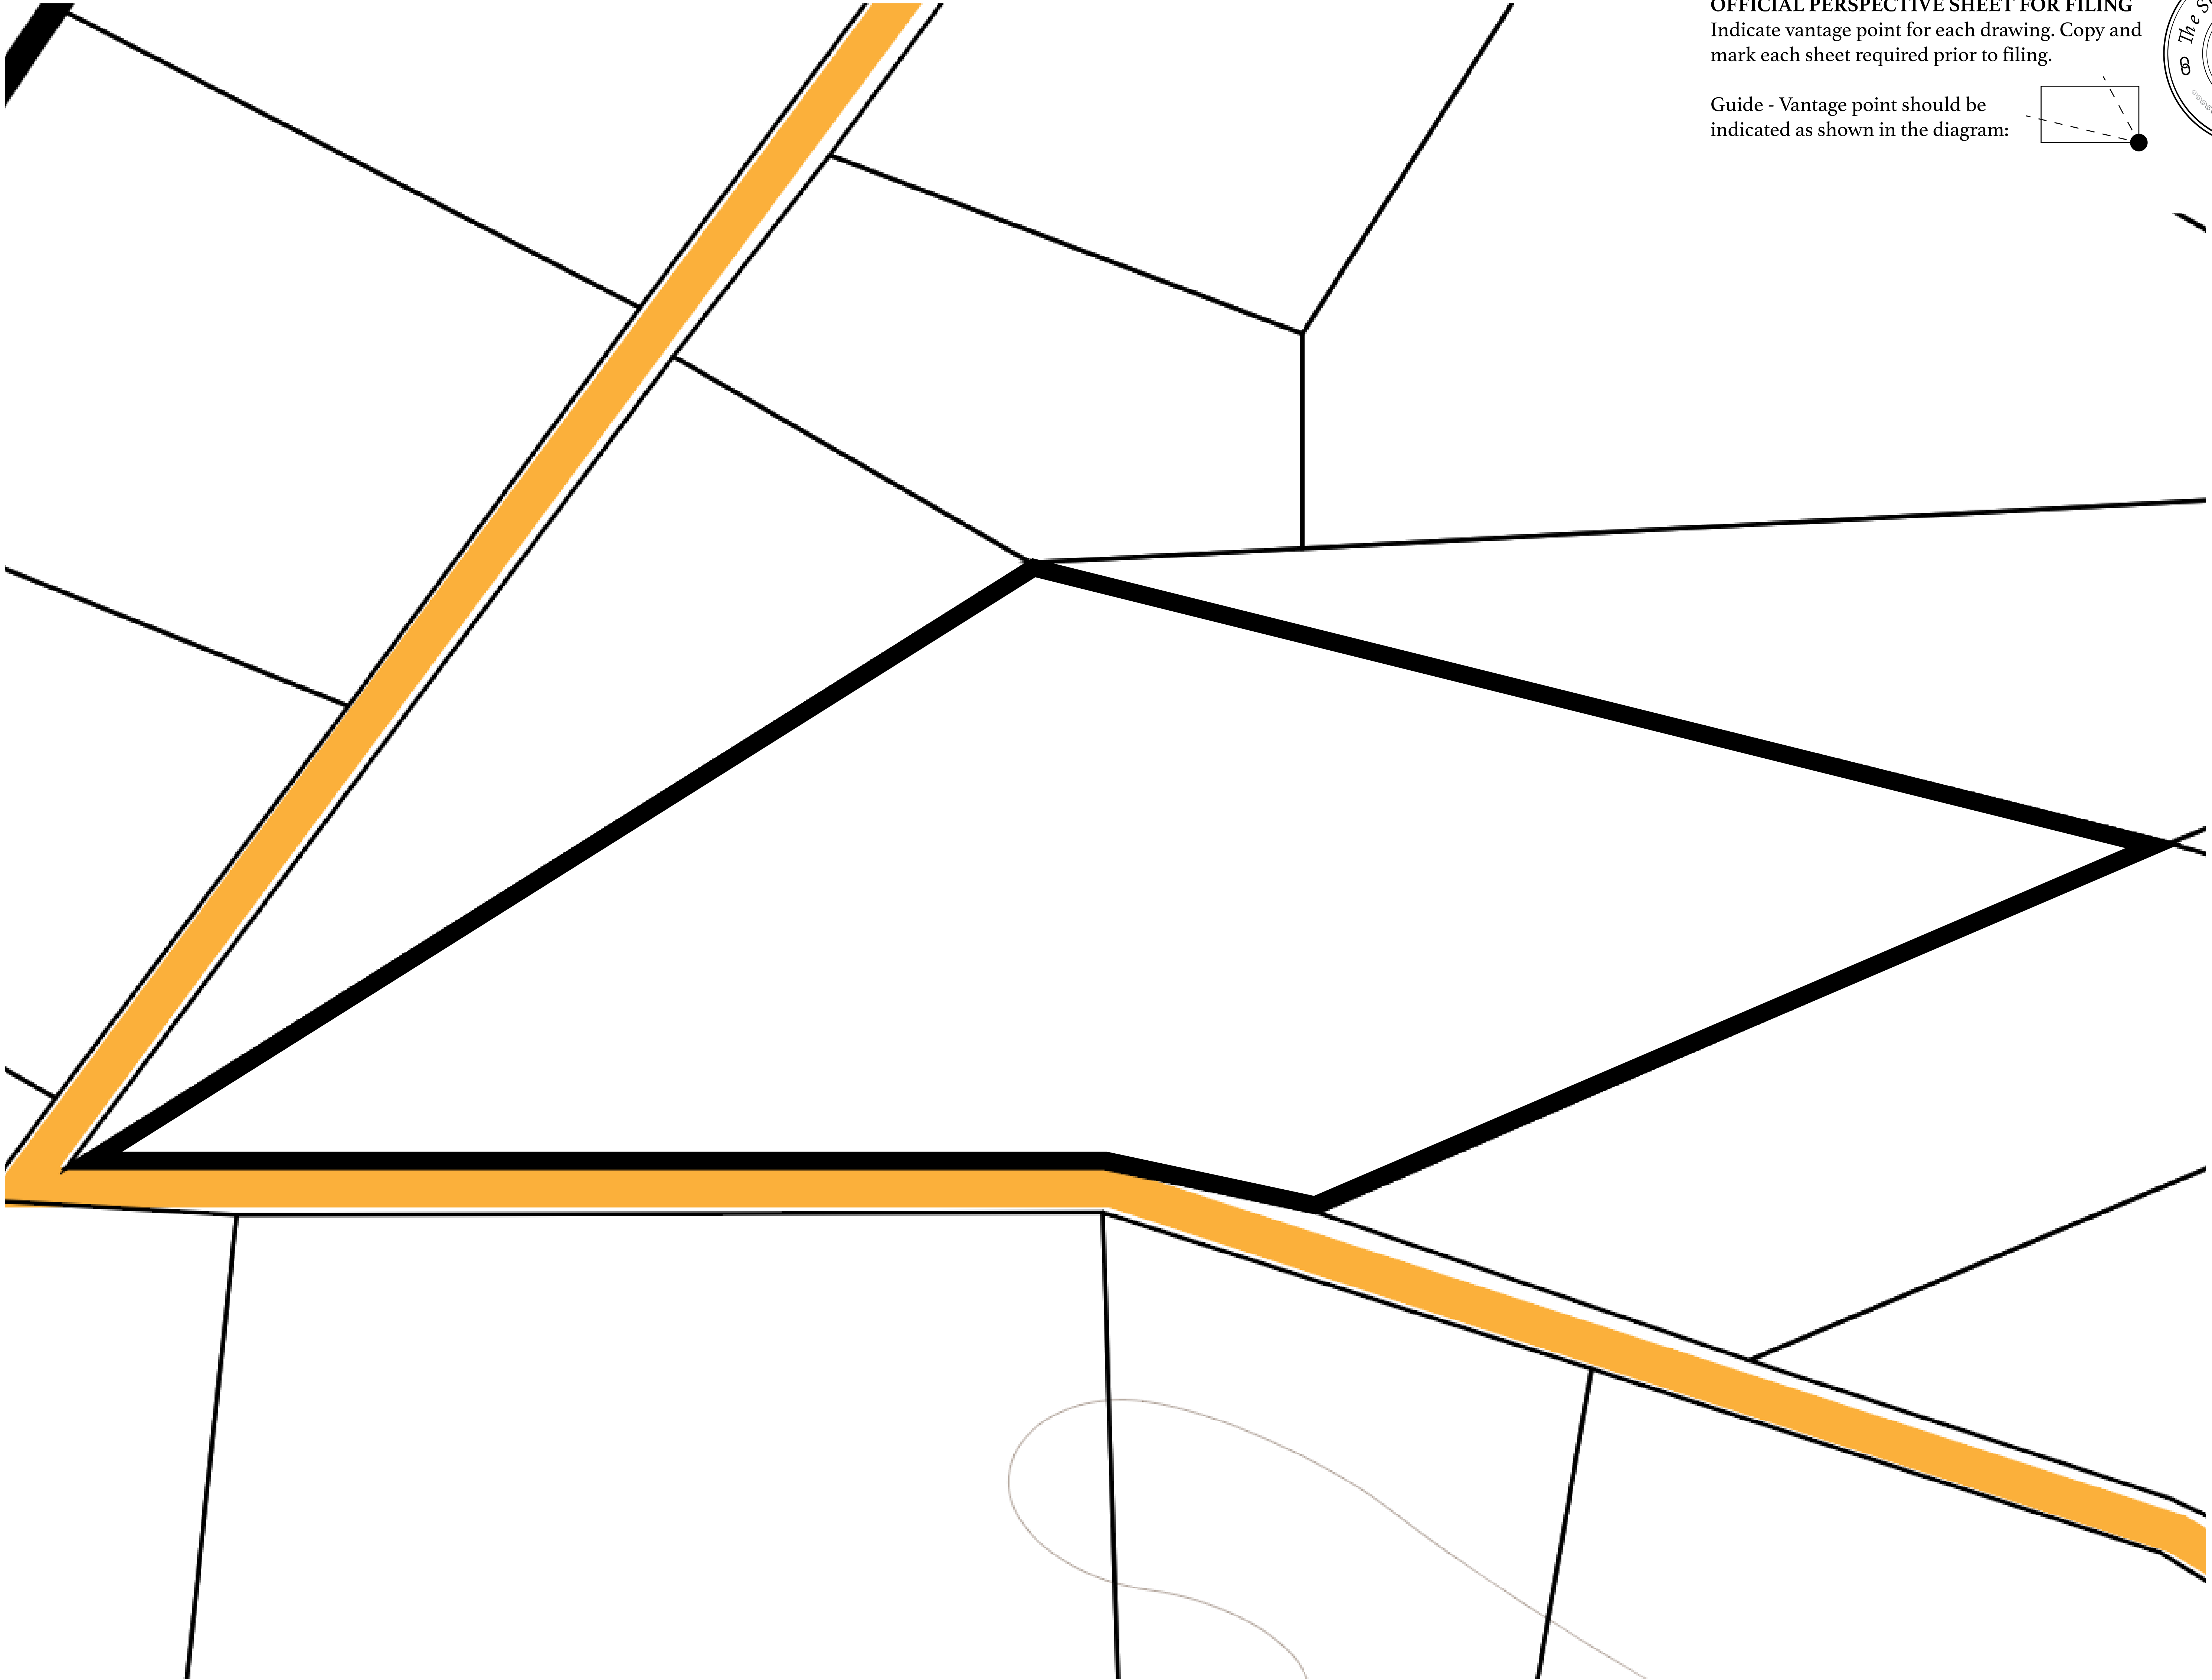 OFFICIAL PERSPECTIVE SHEET FOR FILING
Indicate vantage point for each drawing. Copy and
mark each sheet required prior to filing.
Guide - Vantage point should be
indicated as shown in the diagram:
The